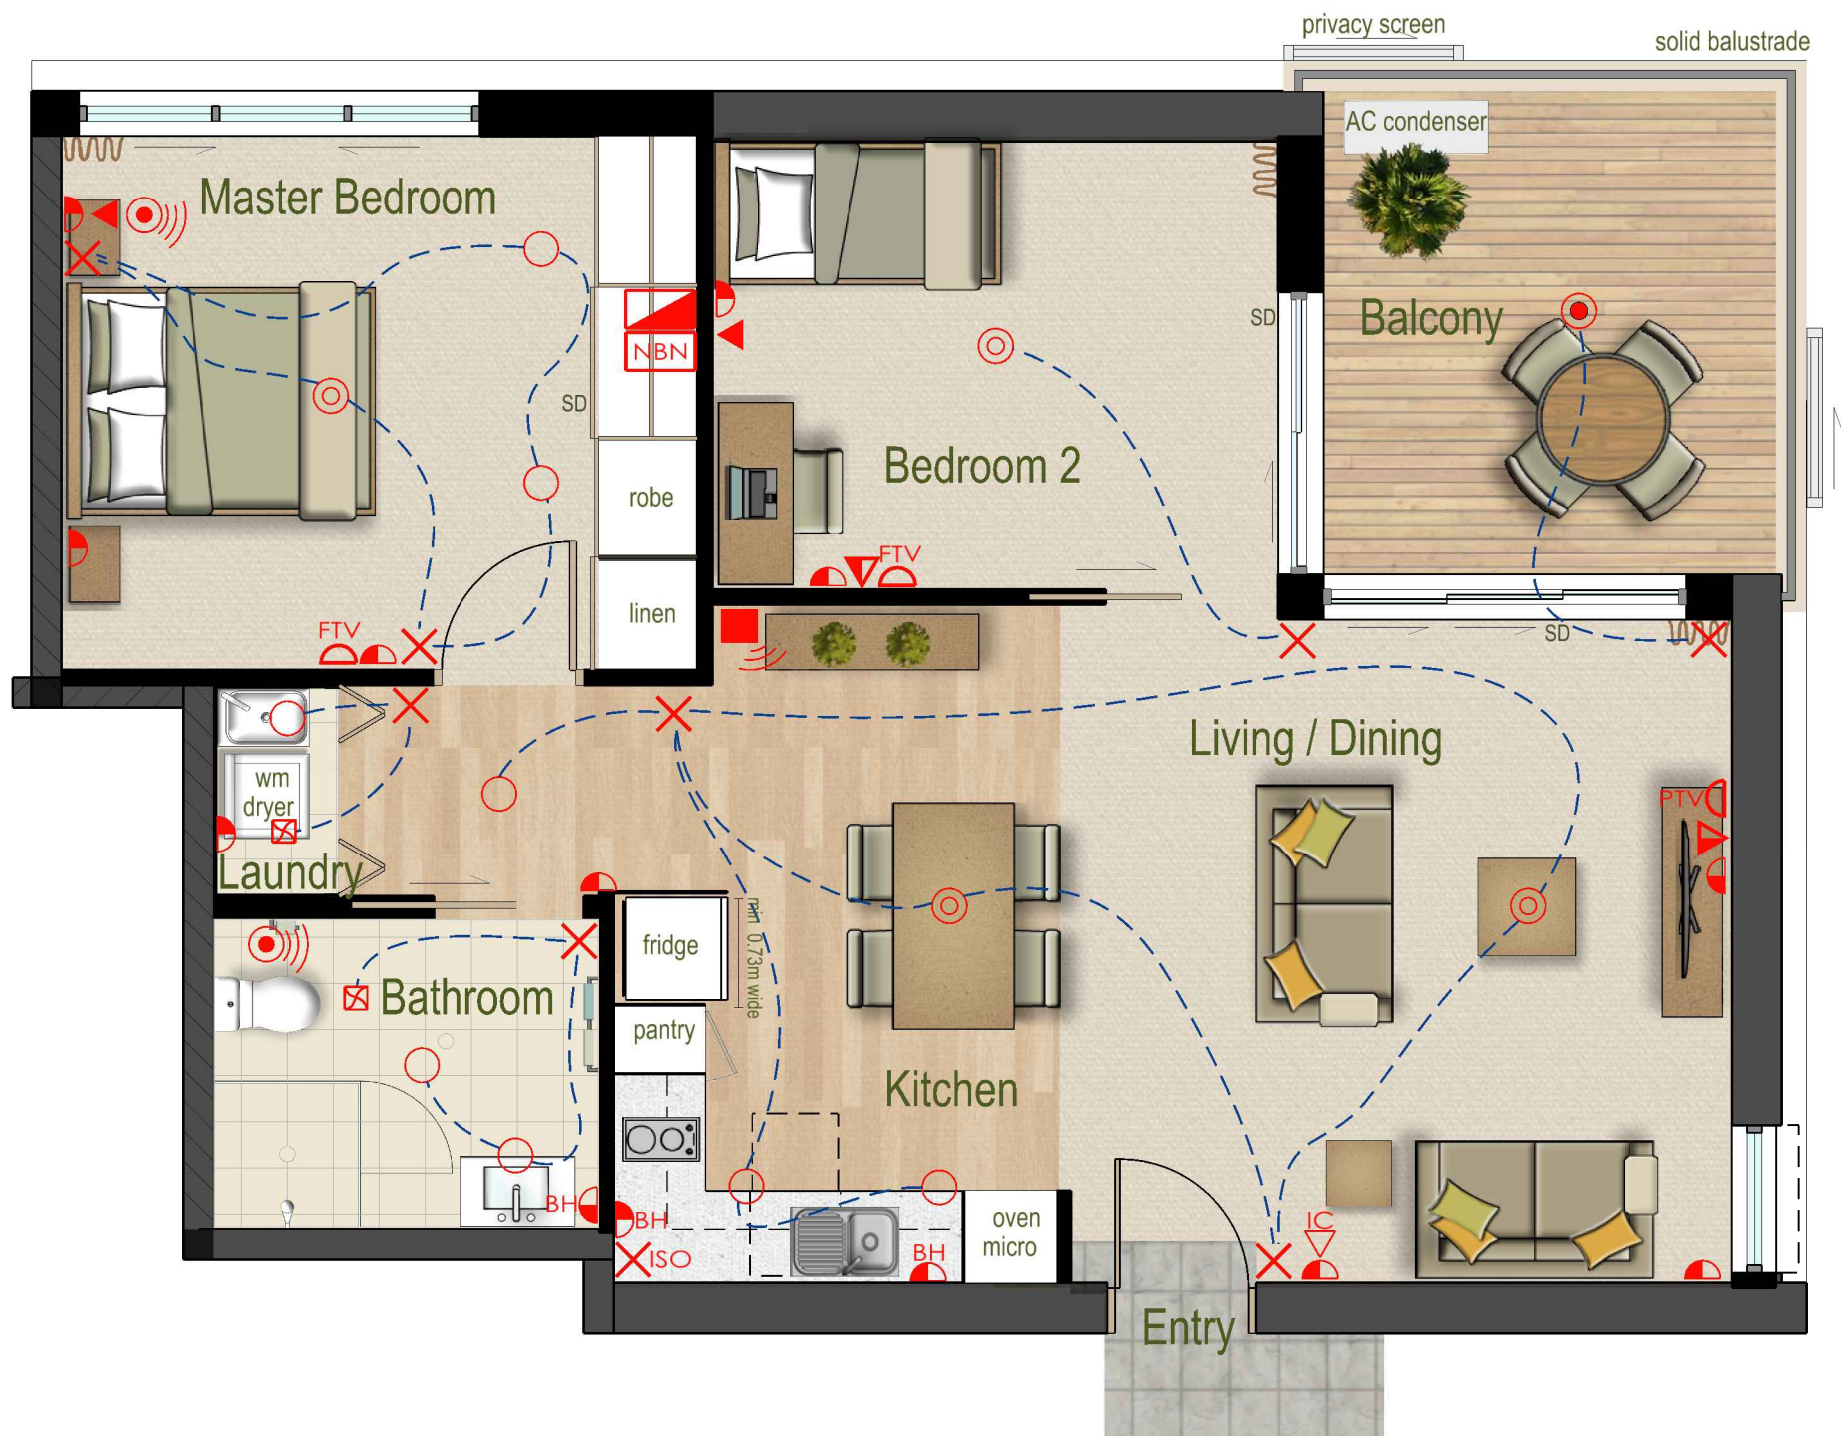 privacy screen
solid balustrade
AC condenser
Master Bedroom
Balcony
SD
NBN
SD
Bedroom 2
robe
FTV
linen
FTV
SD
Living / Dining
wm
dryer
PTV
Laundry
min 0.73m wide
fridge
Bathroom
pantry
Kitchen
BH
BH
IC
oven
micro
ISO
BH
Entry